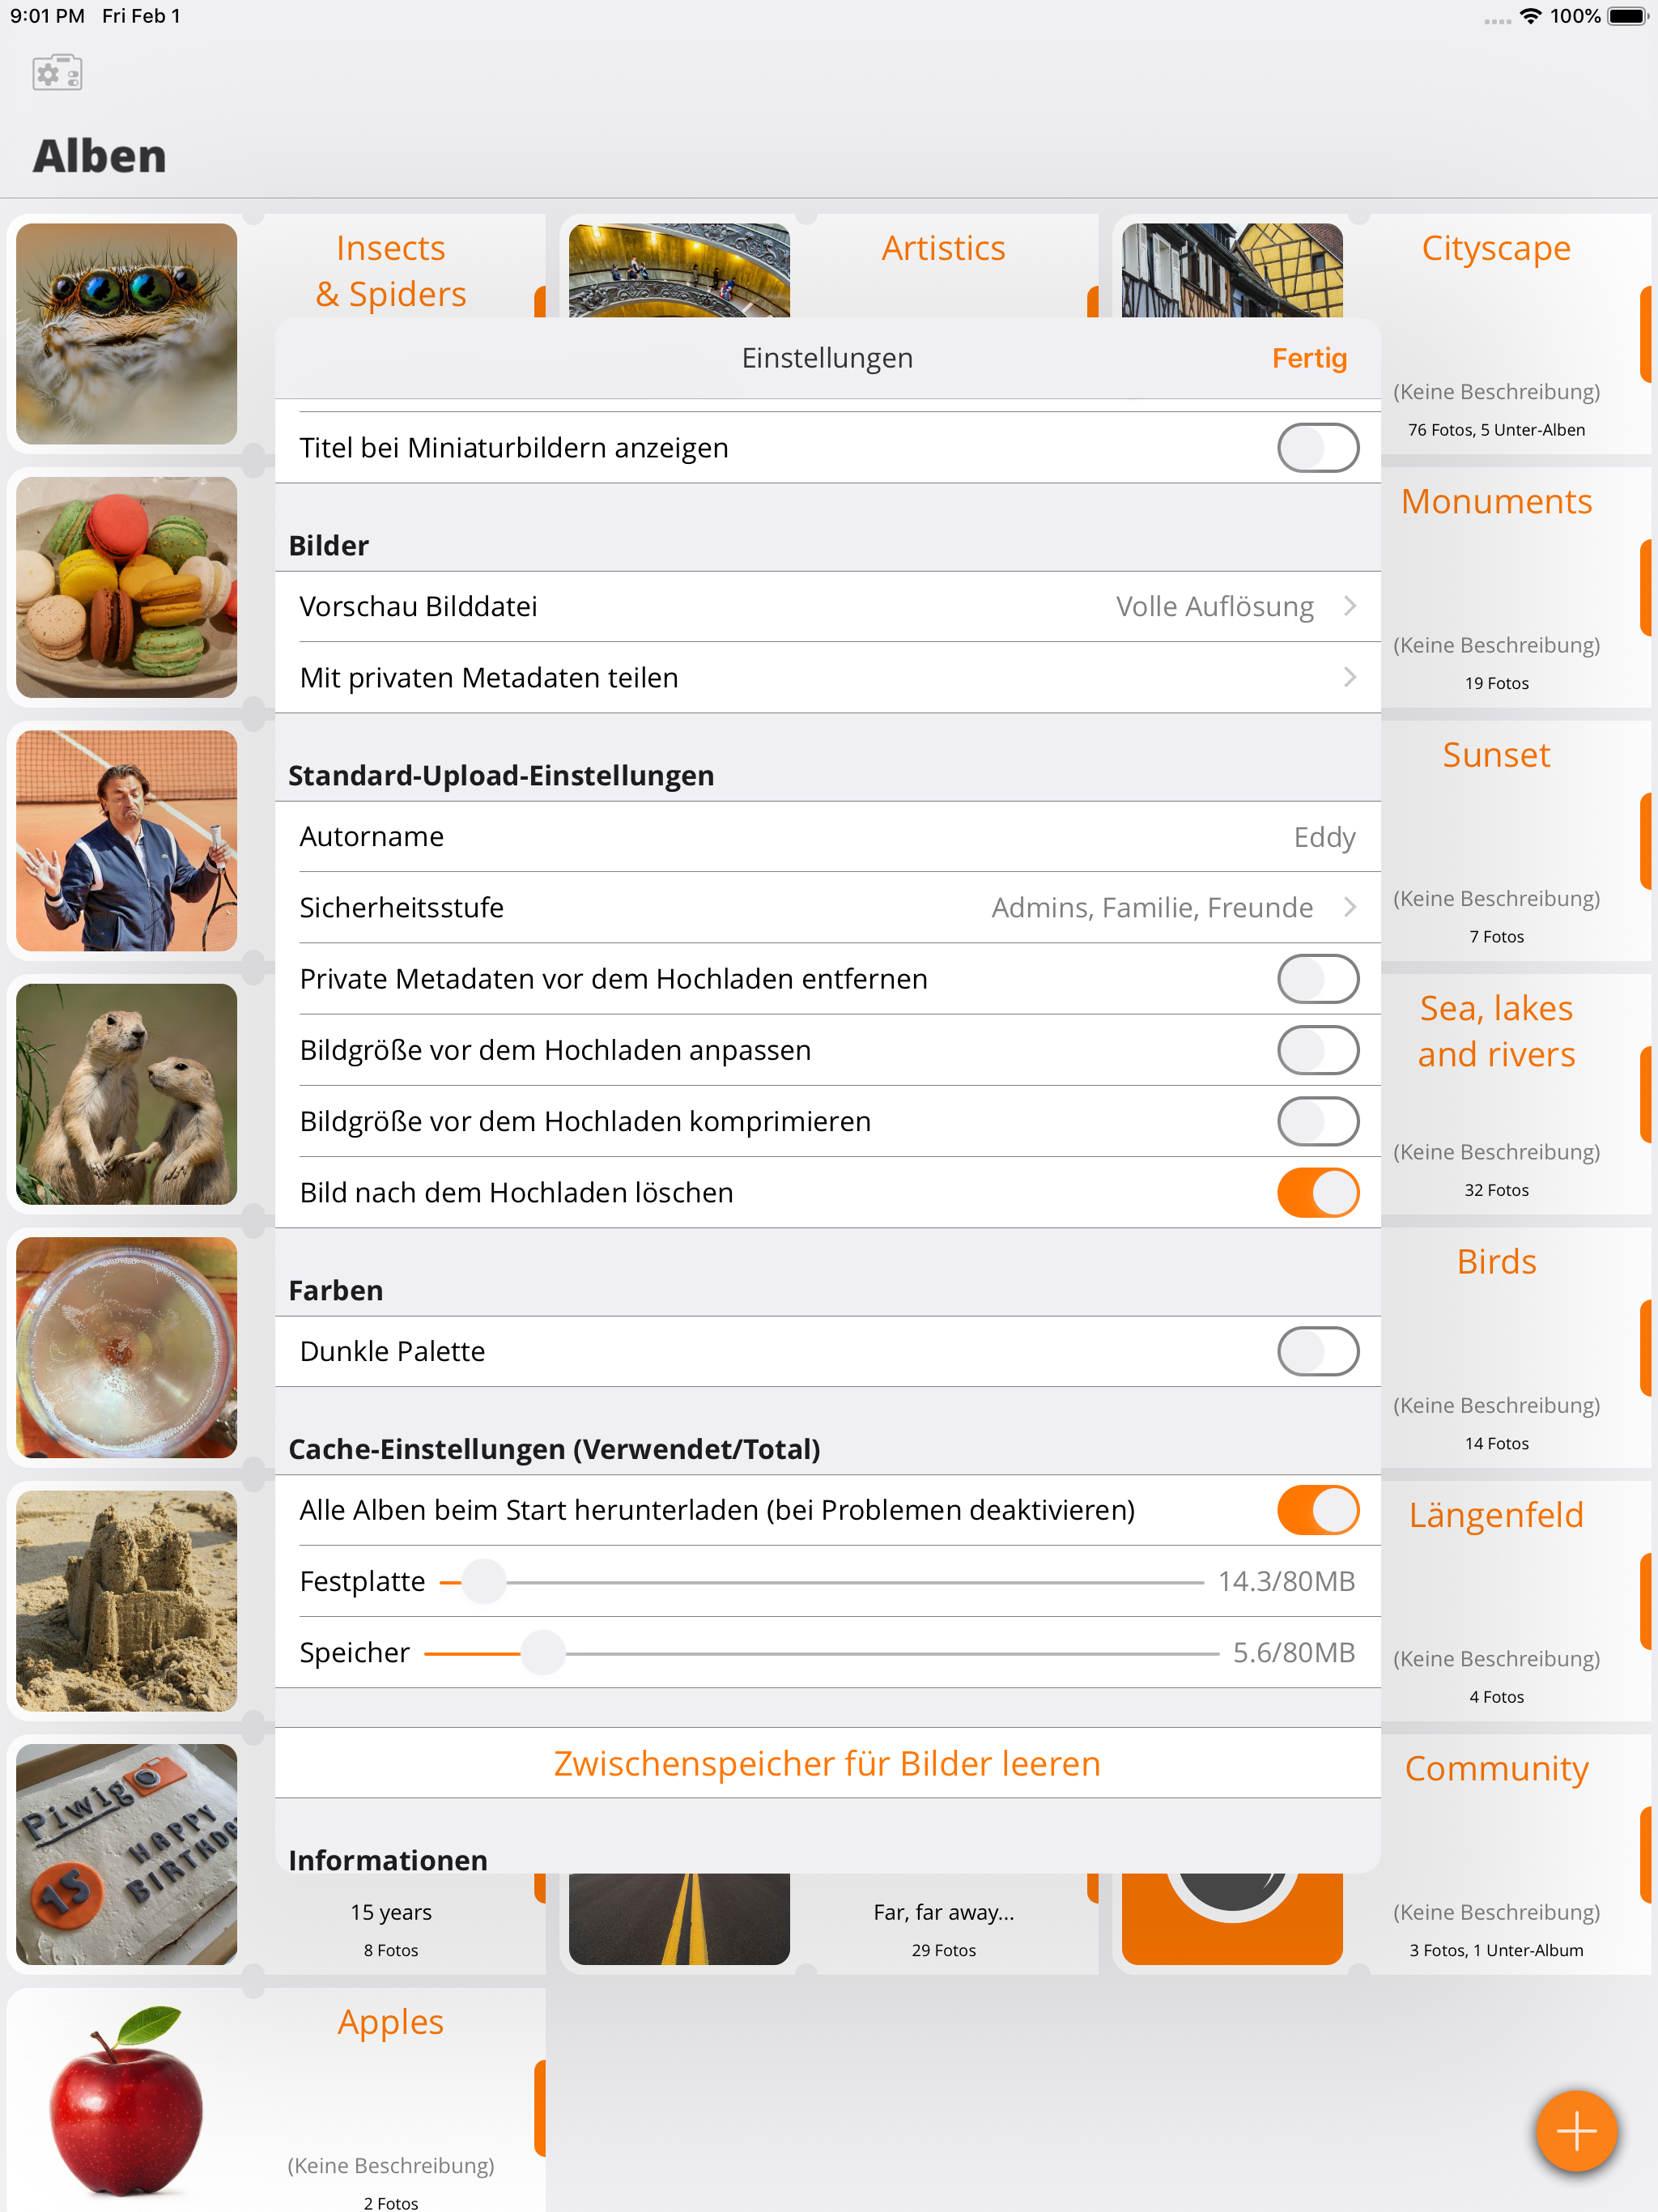 9:01 PM Fri Feb 1
100%
Alben
Insects
& Spiders
Artistics
Cityscape
(Keine Beschreibung)
76 Fotos, 5 Unter-Alben
Einstellungen
Fertig
Titel bei Miniaturbildern anzeigen
Bilder
Vorschau Bilddatei
Volle Auflösung
Mit privaten Metadaten teilen
Standard-Upload-Einstellungen
Autorname
Eddy
Sicherheitsstufe
Admins, Familie, Freunde
Private Metadaten vor dem Hochladen entfernen
Bildgröße vor dem Hochladen anpassen
Bildgröße vor dem Hochladen komprimieren
Bild nach dem Hochladen löschen
Farben
Dunkle Palette
Cache-Einstellungen (Verwendet/Total)
Alle Alben beim Start herunterladen (bei Problemen deaktivieren)
Festplatte
14.3/80MB
Speicher
5.6/80MB
Zwischenspeicher für Bilder leeren
Informationen
Monuments
(Keine Beschreibung)
19 Fotos
Sunset
(Keine Beschreibung)
7 Fotos
Sea, lakes
and rivers
(Keine Beschreibung)
32 Fotos
Birds
(Keine Beschreibung)
14 Fotos
Längenfeld
(Keine Beschreibung)
4 Fotos
Piwigo
HAPPY
15
15 years
8 Fotos
Far, far away...
29 Fotos
Community
(Keine Beschreibung)
3 Fotos, 1 Unter-Album
Apples
(Keine Beschreibung)
2 Fotos